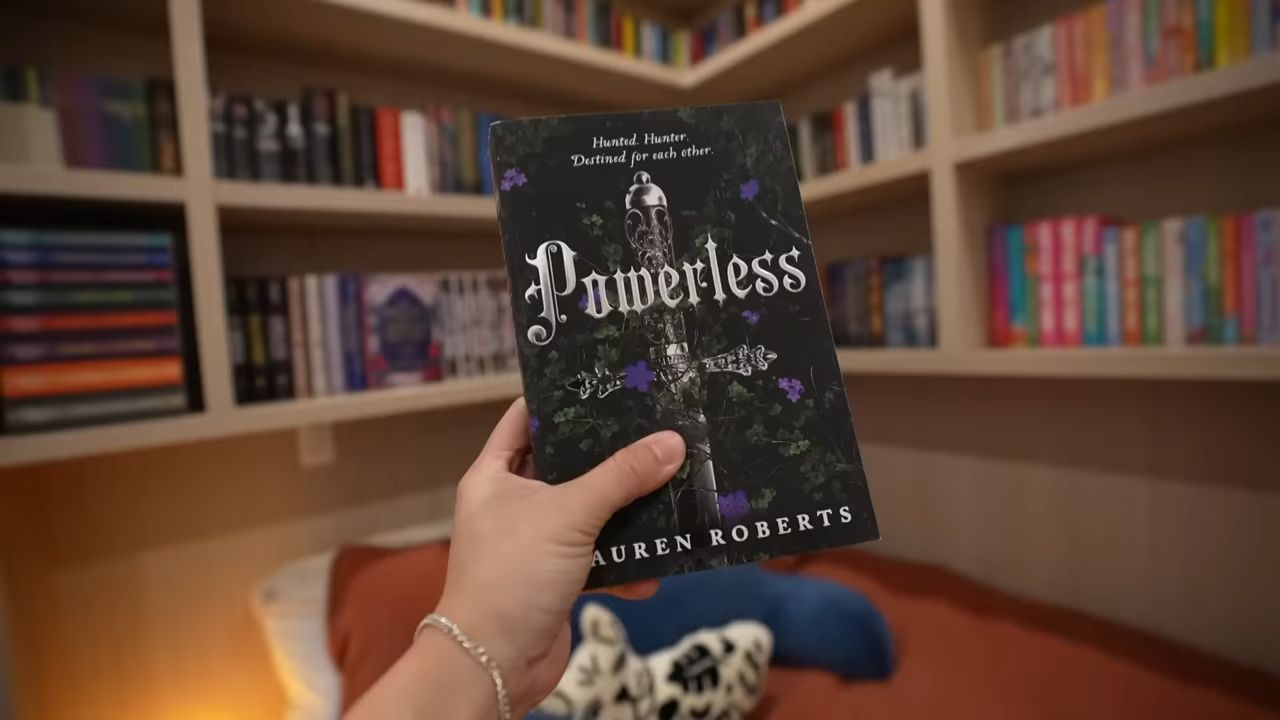 Hunted. Hunter.
Destined for each other.
Powerless
AUREN ROBERTS